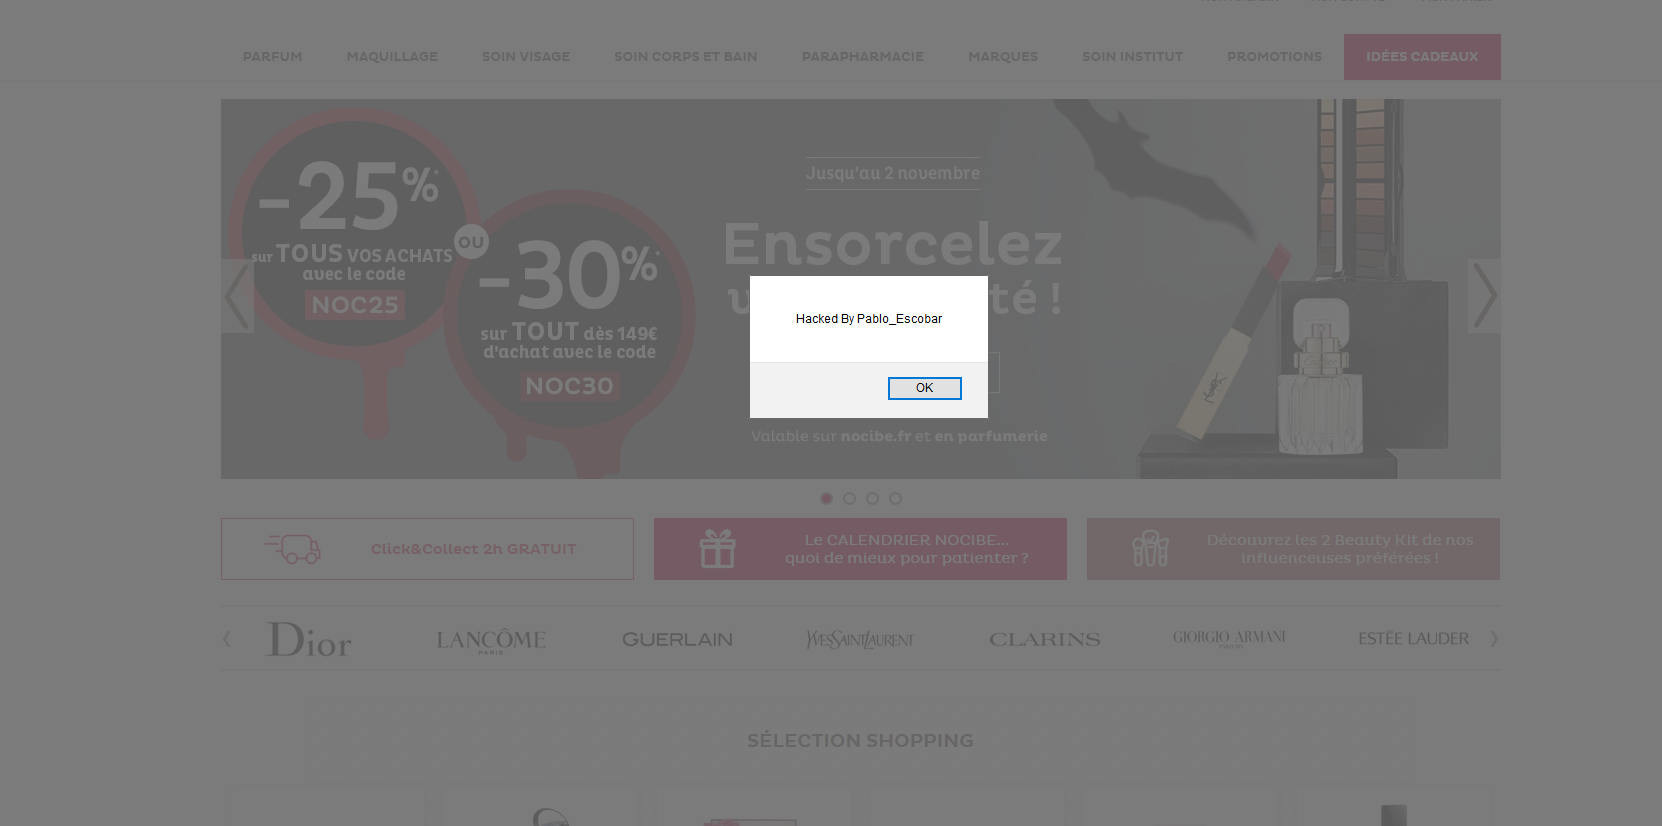 PARFUM
MAQUILLAGE
SOIN VISAGE
SOIN CORPS ET BAIN
PARAPHARMACIE
MARQUES
SOIN INSTITUT
PROMOTIONS
IDÉES CADEAUX
-25%*
sur TOUS VOS ACHATS
avec le code
NOC25
OU
-30%*
sur TOUT dès 149€
d'achat avec le code
NOC30
Jusqu'au 2 novembre
Ensorcelez
té !
Valable sur nocibe.fr et en parfumerie
Hacked By Pablo_Escobar
OK
Click&Collect 2h GRATUIT
Le CALENDRIER NOCIBE...
quoi de mieux pour patienter ?
Découvrez les 2 Beauty Kit de nos
influenceuses préférées !
Dior
LANCÔME
PARIS
GUERLAIN
YVESSAINTLAURENT
CLARINS
GIORGIO ARMANI
ESTĒE LAUDER
SÉLECTION SHOPPING